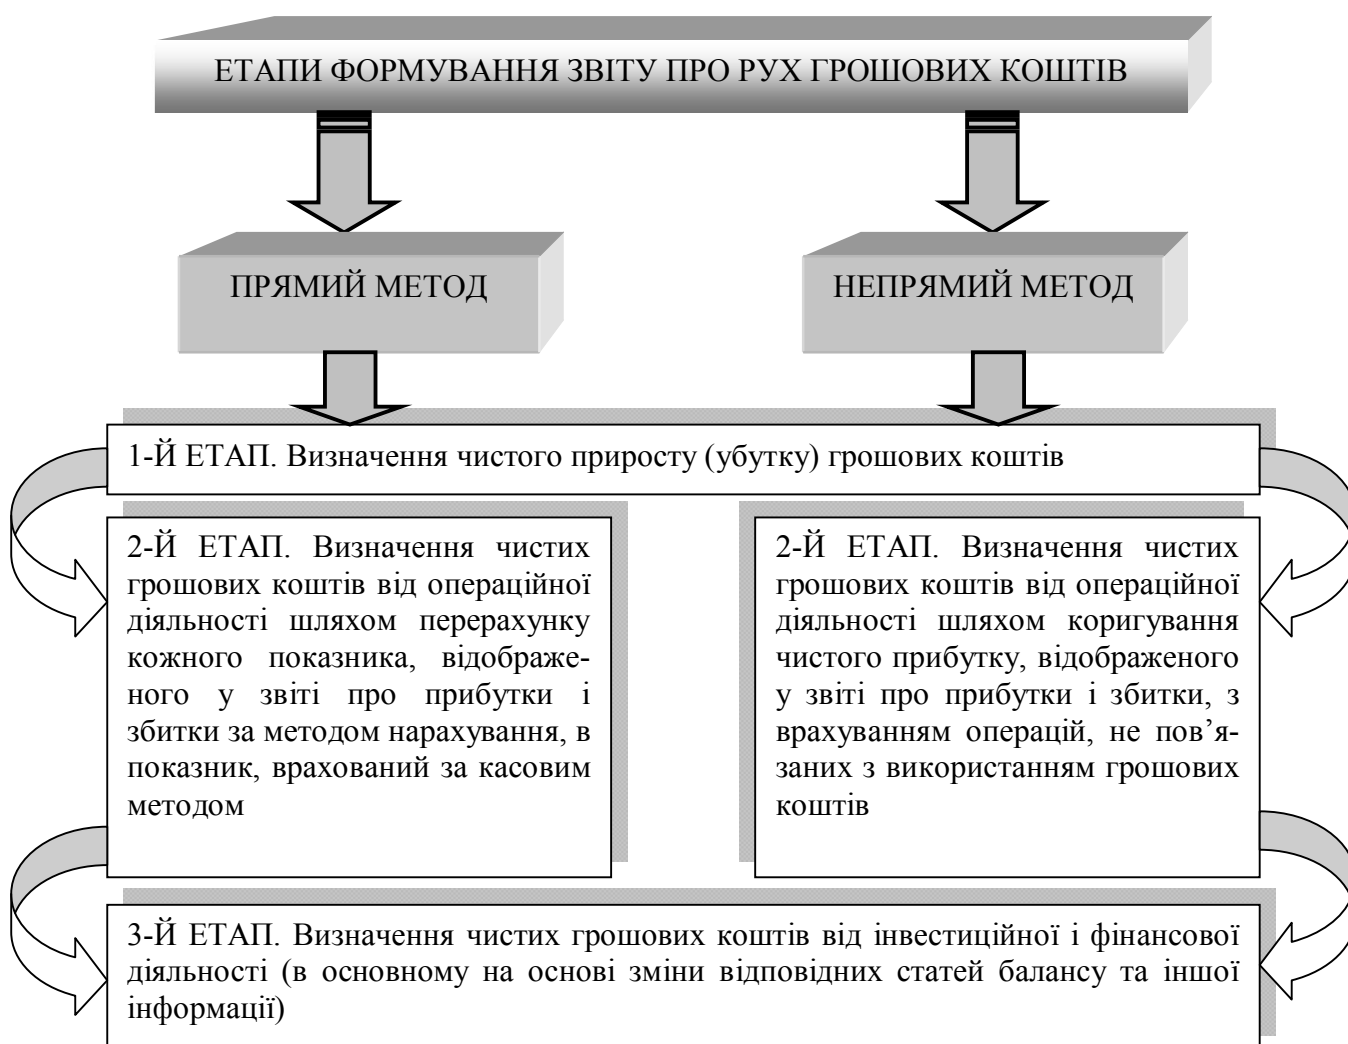 ЕТАПИ ФОРМУВАННЯ ЗВІТУ ПРО РУХ ГРОШОВИХ КОШТІВ
ПРЯМИЙ МЕТОД
НЕПРЯМИЙ МЕТОД
1-Й ЕТАП. Визначення чистого приросту (убутку) грошових коштів
2-Й ЕТАП. Визначення чистих
грошових коштів від операційної
діяльності шляхом перерахунку
кожного показника, відображе-
ного у звіті про прибутки і
збитки за методом нарахування, в
показник, врахований за касовим
методом
2-Й ЕТАП. Визначення чистих
грошових коштів від операційної
діяльності шляхом коригування
чистого прибутку, відображеного
у звіті про прибутки і збитки, з
врахуванням операцій, не пов’я-
заних з використанням грошових
коштів
3-Й ЕТАП. Визначення чистих грошових коштів від інвестиційної і фінансової
діяльності (в основному на основі зміни відповідних статей балансу та іншої
інформації)